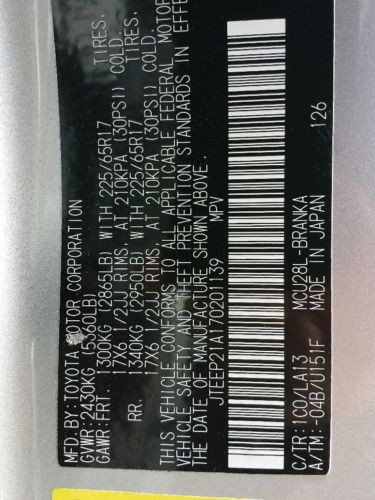 MFD.BY:TOYOTA MOTOR CORPORATION
GVWR:2430KG (5360LB)
GAWR:FRT. 1300KG (2865LB) WITH 225/65R17 TIRES,
17X6 1/2JJ RIMS, AT 210KPA (30PSI) COLD.
RR. 1340KG (2950LB) WITH 225/65R17 TIRES,
17X6 1/2JJ RIMS, AT 210KPA (30PSI) COLD.
THIS VEHICLE CONFORMS TO ALL APPLICABLE FEDERAL MOTOR
VEHICLE SAFETY AND THEFT PREVENTION STANDARDS IN EFFE
THE DATE OF MANUFACTURE SHOWN ABOVE.
JTEEP21A170201139 MPV
C/TR: 1C0/LA13 MCU28L-BRANKA
A/TM: -04B/U151F MADE IN JAPAN 126